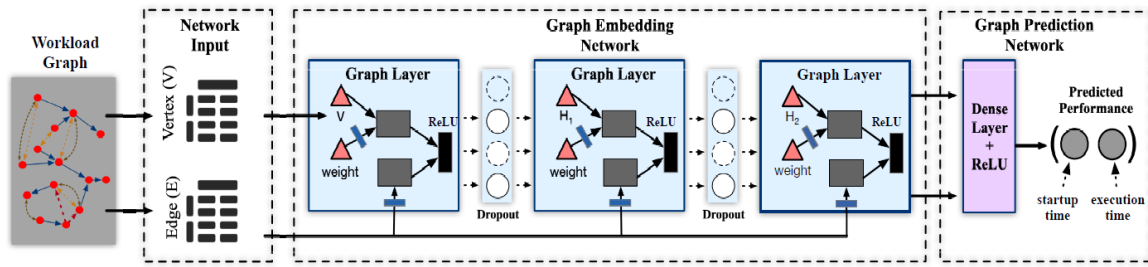 Workload
Graph
Network
Input
Vertex (V)
Edge (E)
Graph Embedding
Network
Graph Layer
V
weight
ReLU
Dropout
Graph Layer
H1
weight
ReLU
Dropout
Graph Layer
H2
weight
ReLU
Graph Prediction
Network
Dense
Layer
+
ReLU
Predicted
Performance
( )
startup
time
execution
time